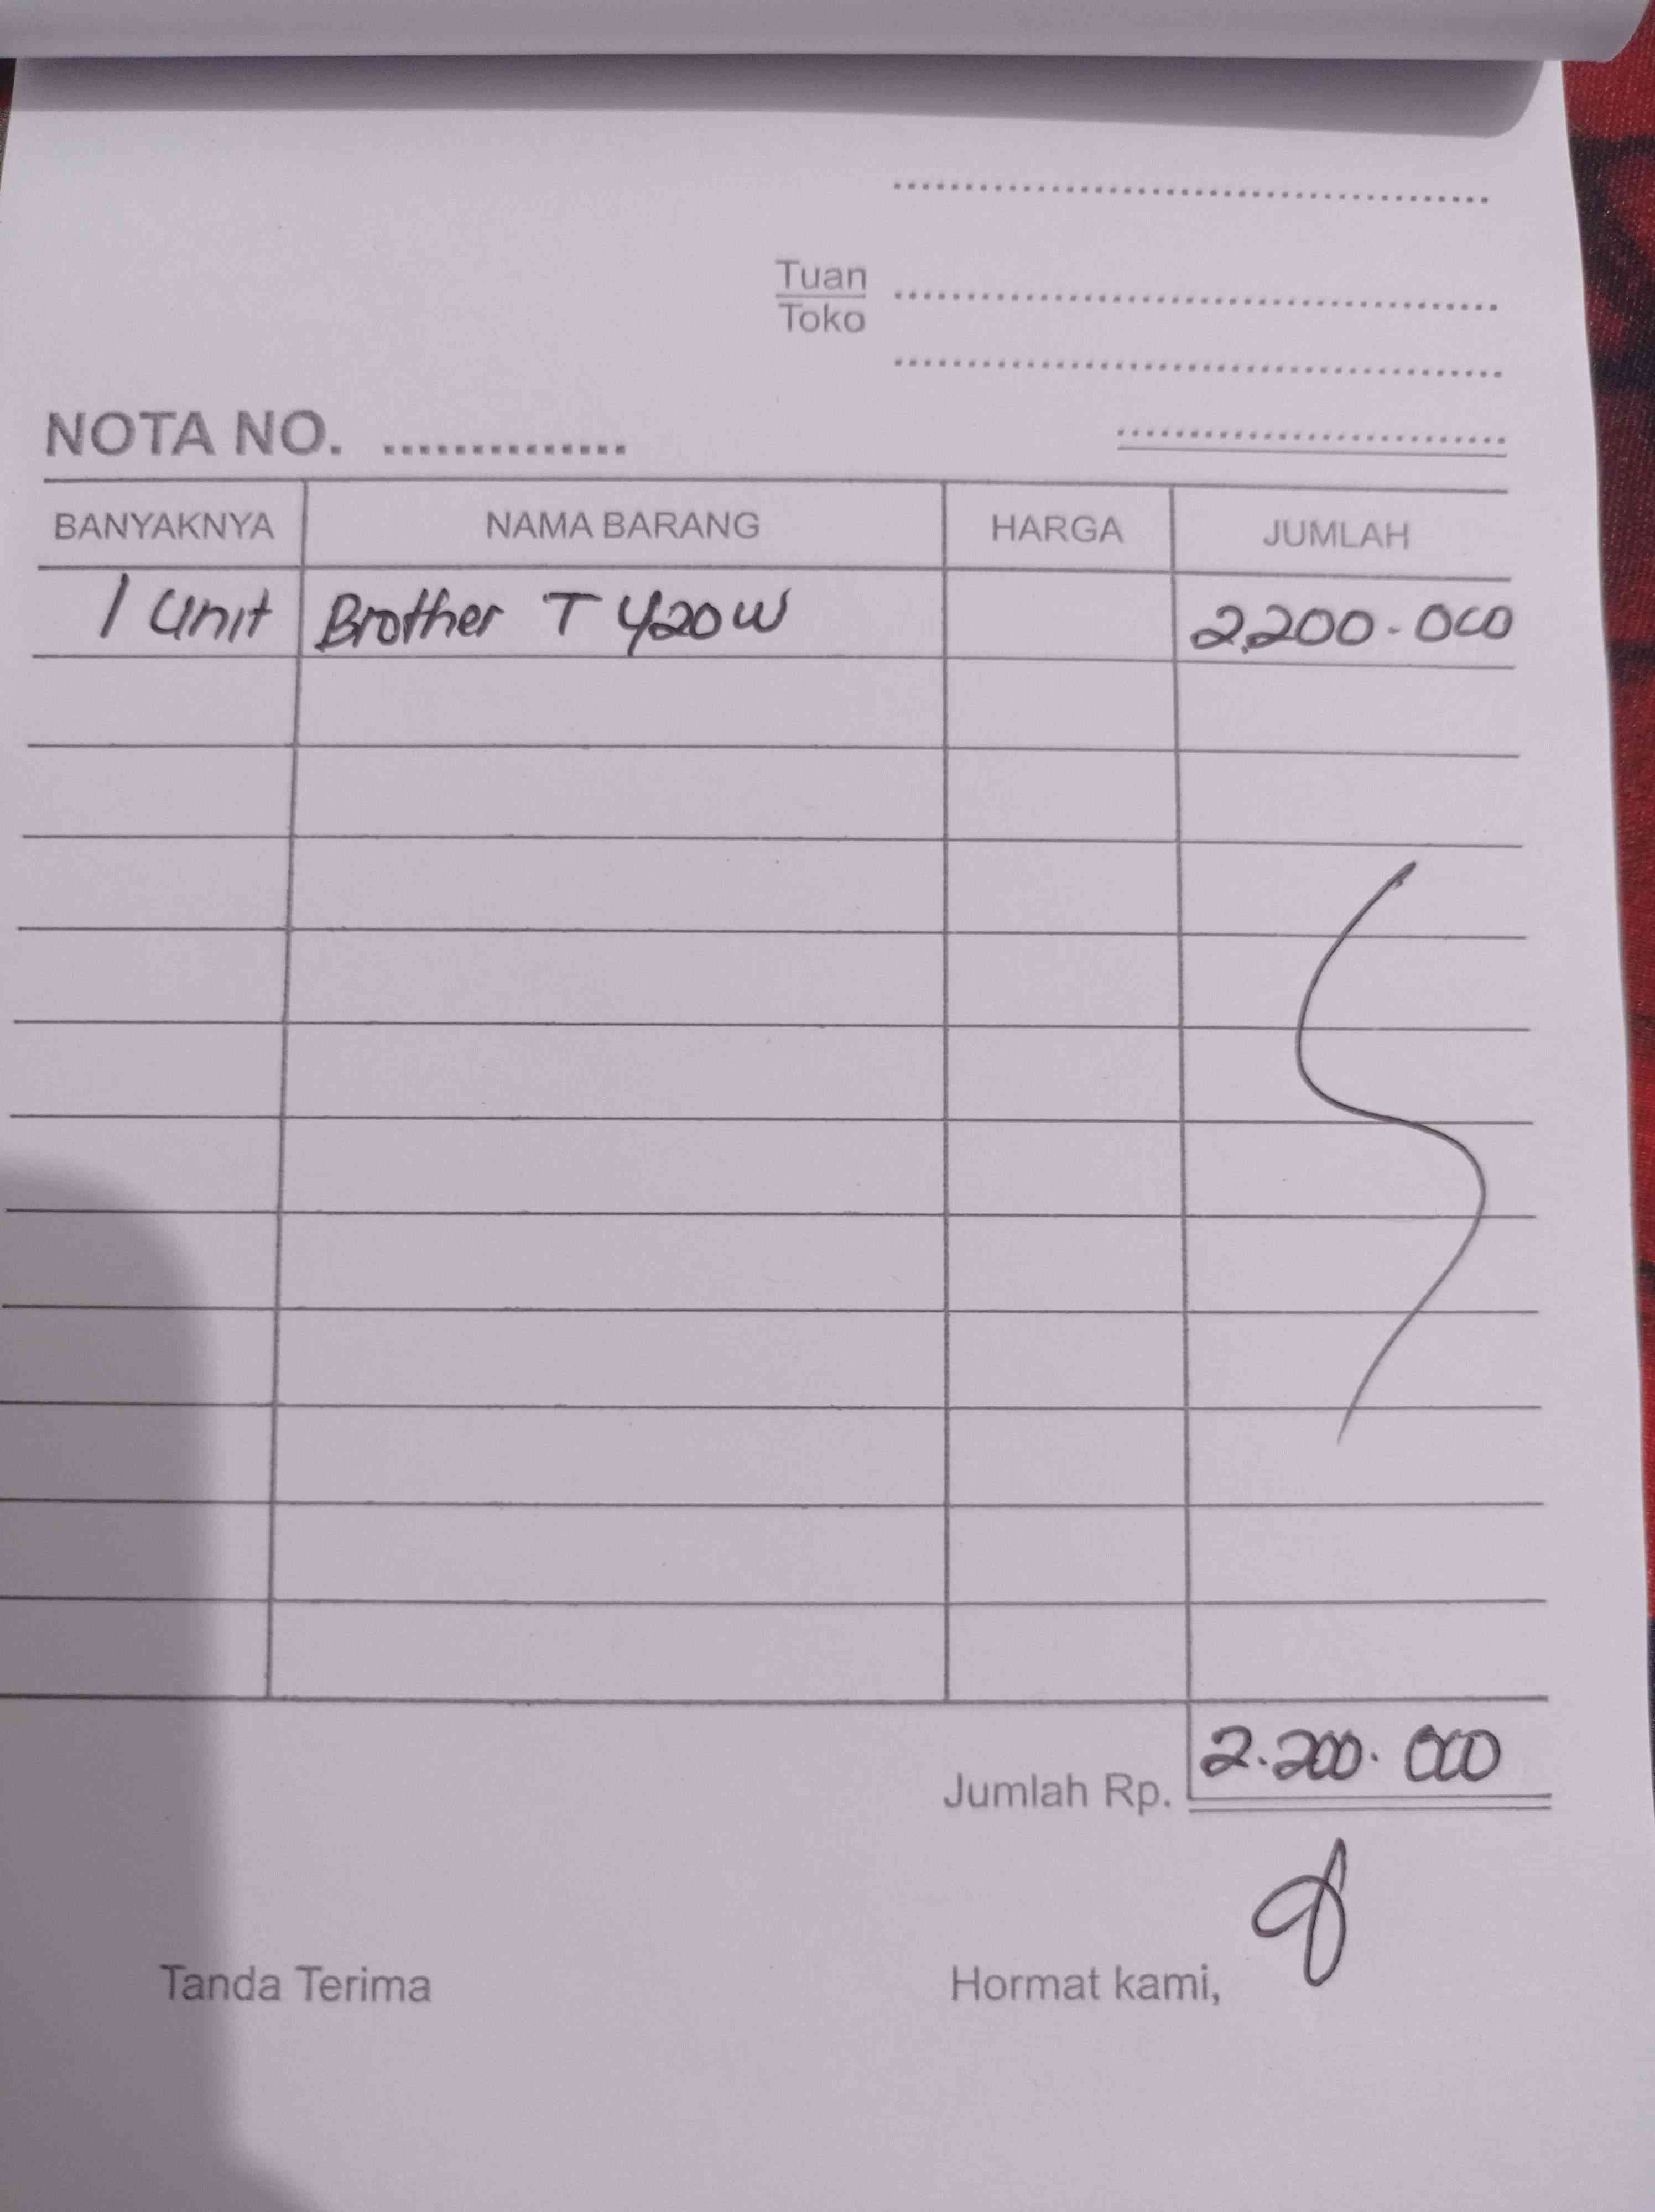 Tuan
Toko
NOTA NO. ..............
BANYAKNYA NAMA BARANG HARGA JUMLAH
1 Unit Brother T 420W 2.200.000
Jumlah Rp. 2.200.000
Tanda Terima Hormat kami,